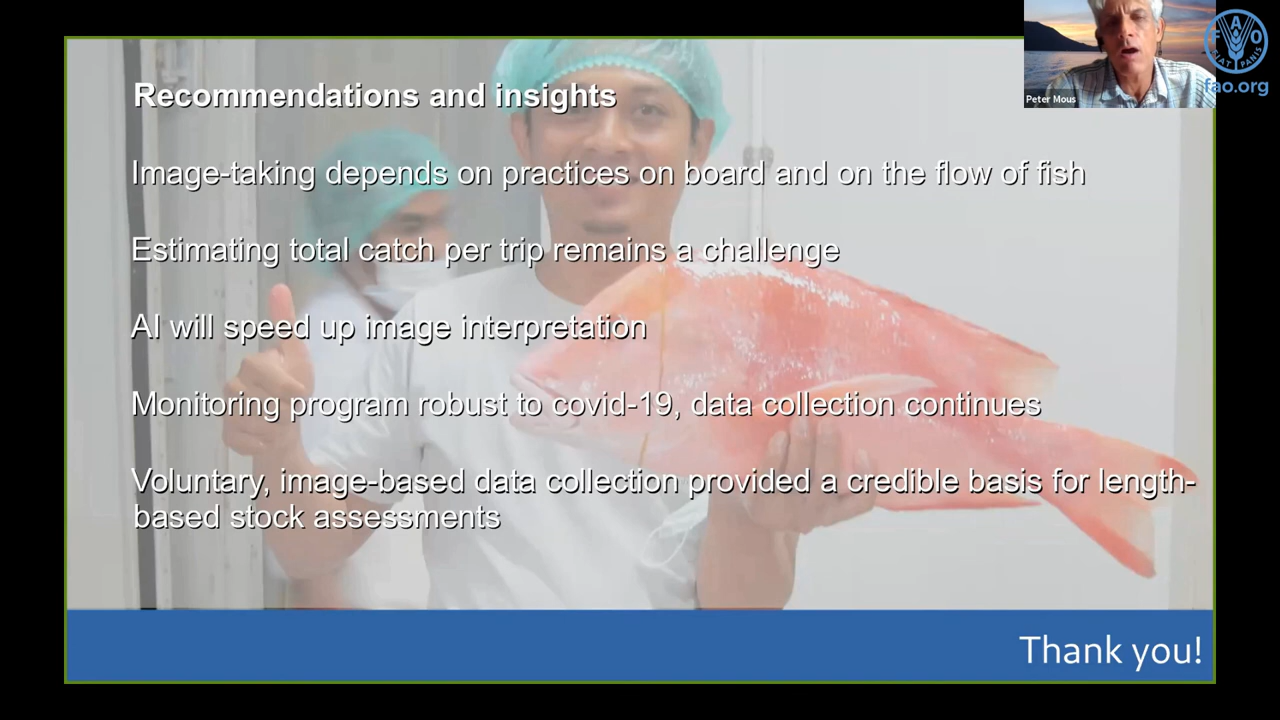 Recommendations and insights
Image-taking depends on practices on board and on the flow of fish
Estimating total catch per trip remains a challenge
AI will speed up image interpretation
Monitoring program robust to covid-19, data collection continues
Voluntary, image-based data collection provided a credible basis for length-
based stock assessments
Thank you!
Peter Mous
F A O
FIAT PANIS
fao.org